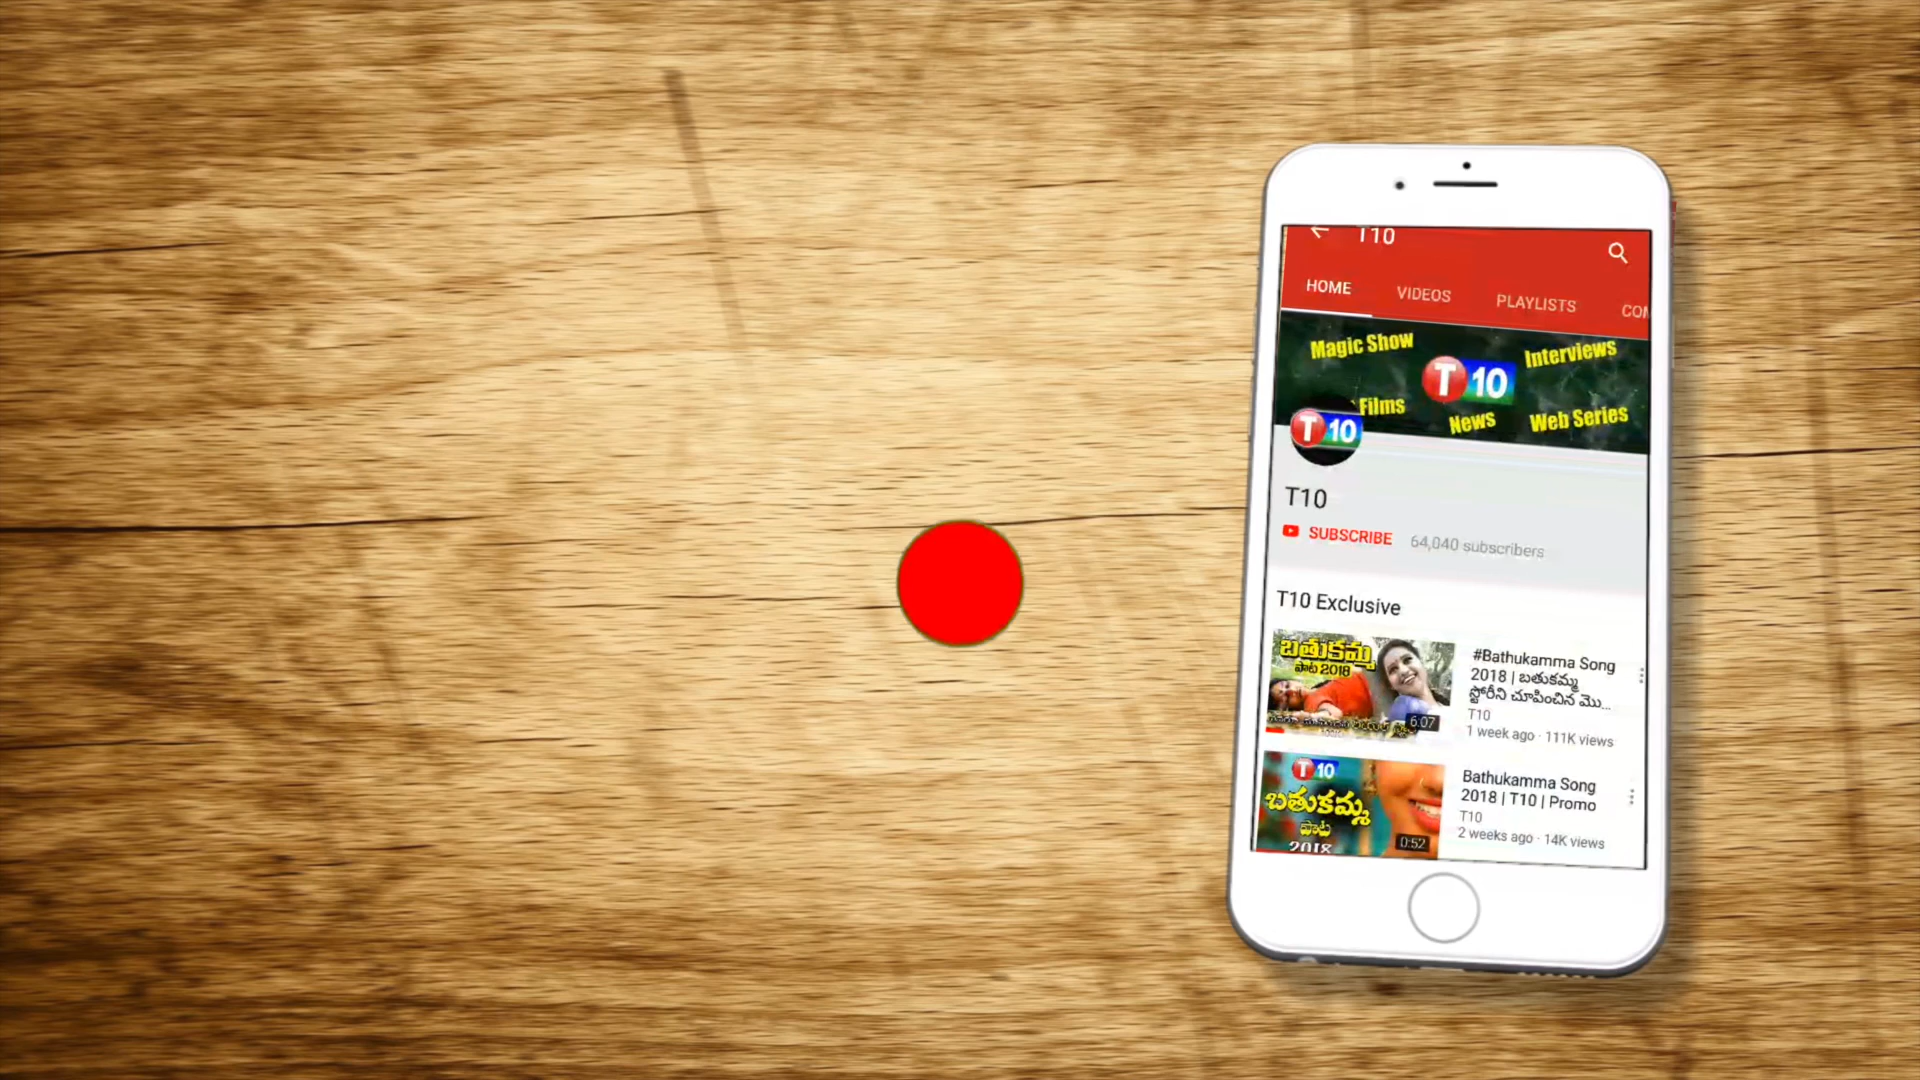 T10
HOME
VIDEOS
PLAYLISTS
Magic Show
Interviews
T 10
Films
News
Web Series
T 10
T10
SUBSCRIBE
64,040 subscribers
T10 Exclusive
బతుకమ్మ
పాట 2018
6:07
#Bathukamma Song
2018 | బతుకమ్మ
స్టోరీని చూపించిన మొ...
T10
1 week ago · 111K views
T 10
బతుకమ్మ
పాట
2018
0:52
Bathukamma Song
2018 | T10 | Promo
T10
2 weeks ago · 14K views